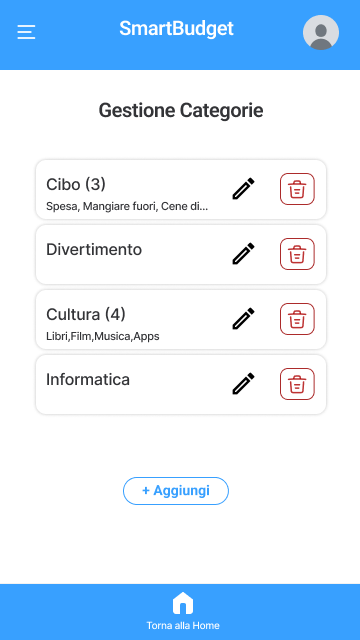 SmartBudget
Gestione Categorie
Cibo (3)
Spesa, Mangiare fuori, Cene di...
Divertimento
Cultura (4)
Libri,Film,Musica,Apps
Informatica
+ Aggiungi
Torna alla Home